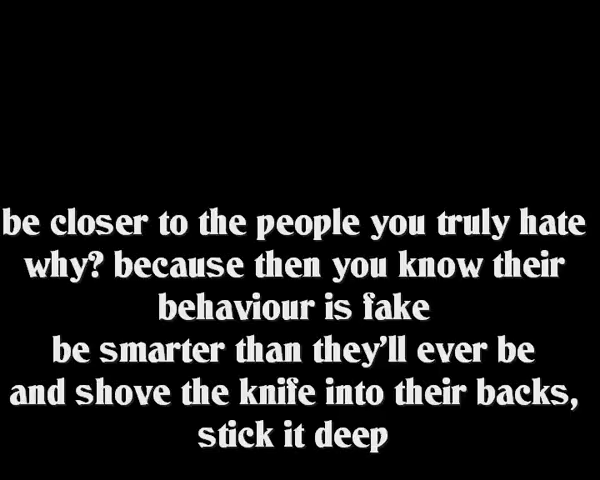 be closer to the people you truly hate
why? because then you know their
behaviour is fake
be smarter than they'll ever be
and shove the knife into their backs,
stick it deep